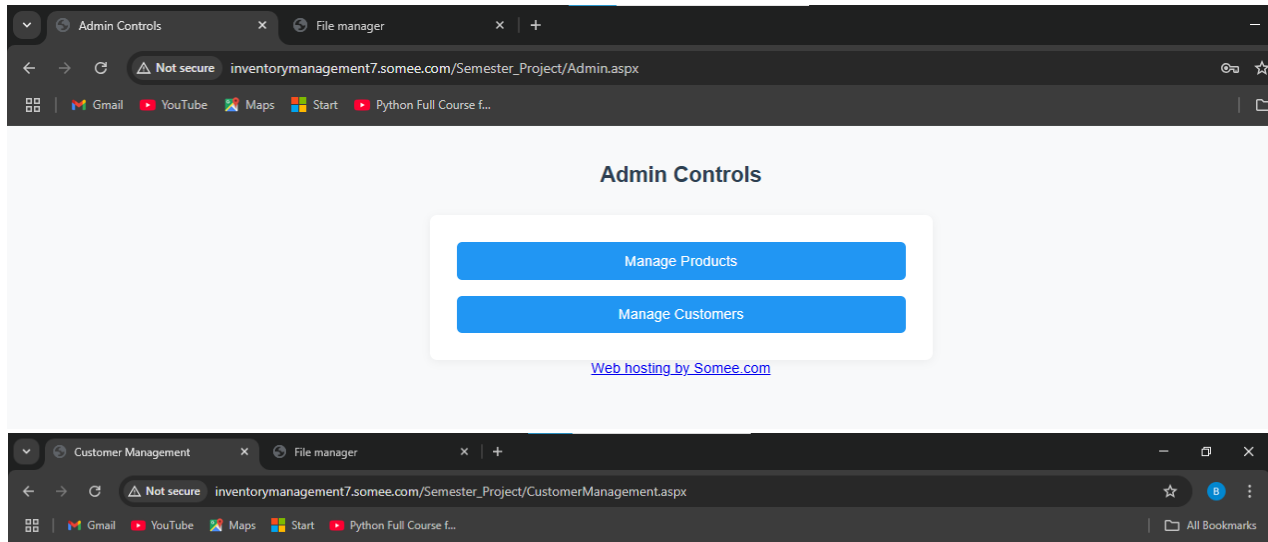 Admin Controls File manager
Not secure inventorymanagement7.somee.com/Semester_Project/Admin.aspx
Gmail YouTube Maps Start Python Full Course f...
Admin Controls
Manage Products
Manage Customers
Web hosting by Somee.com
Customer Management File manager
Not secure inventorymanagement7.somee.com/Semester_Project/CustomerManagement.aspx B
Gmail YouTube Maps Start Python Full Course f... All Bookmarks